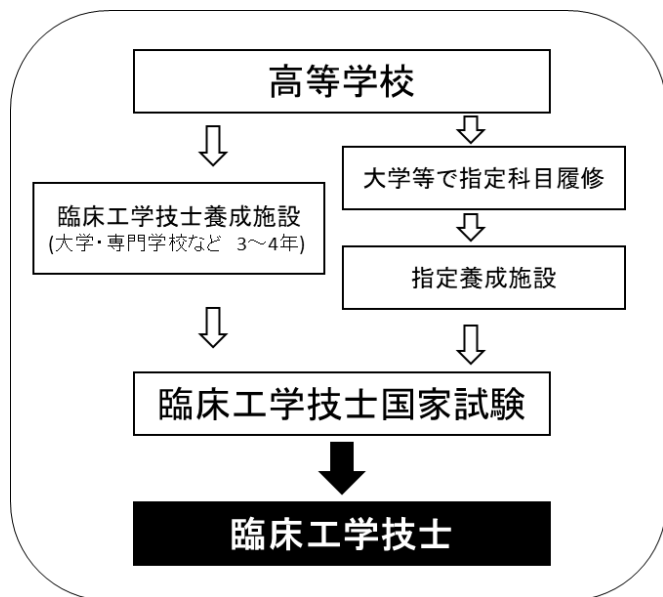 高等学校
臨床工学技士養成施設
(大学・専門学校など 3～4年)
大学等で指定科目履修
指定養成施設
臨床工学技士国家試験
臨床工学技士